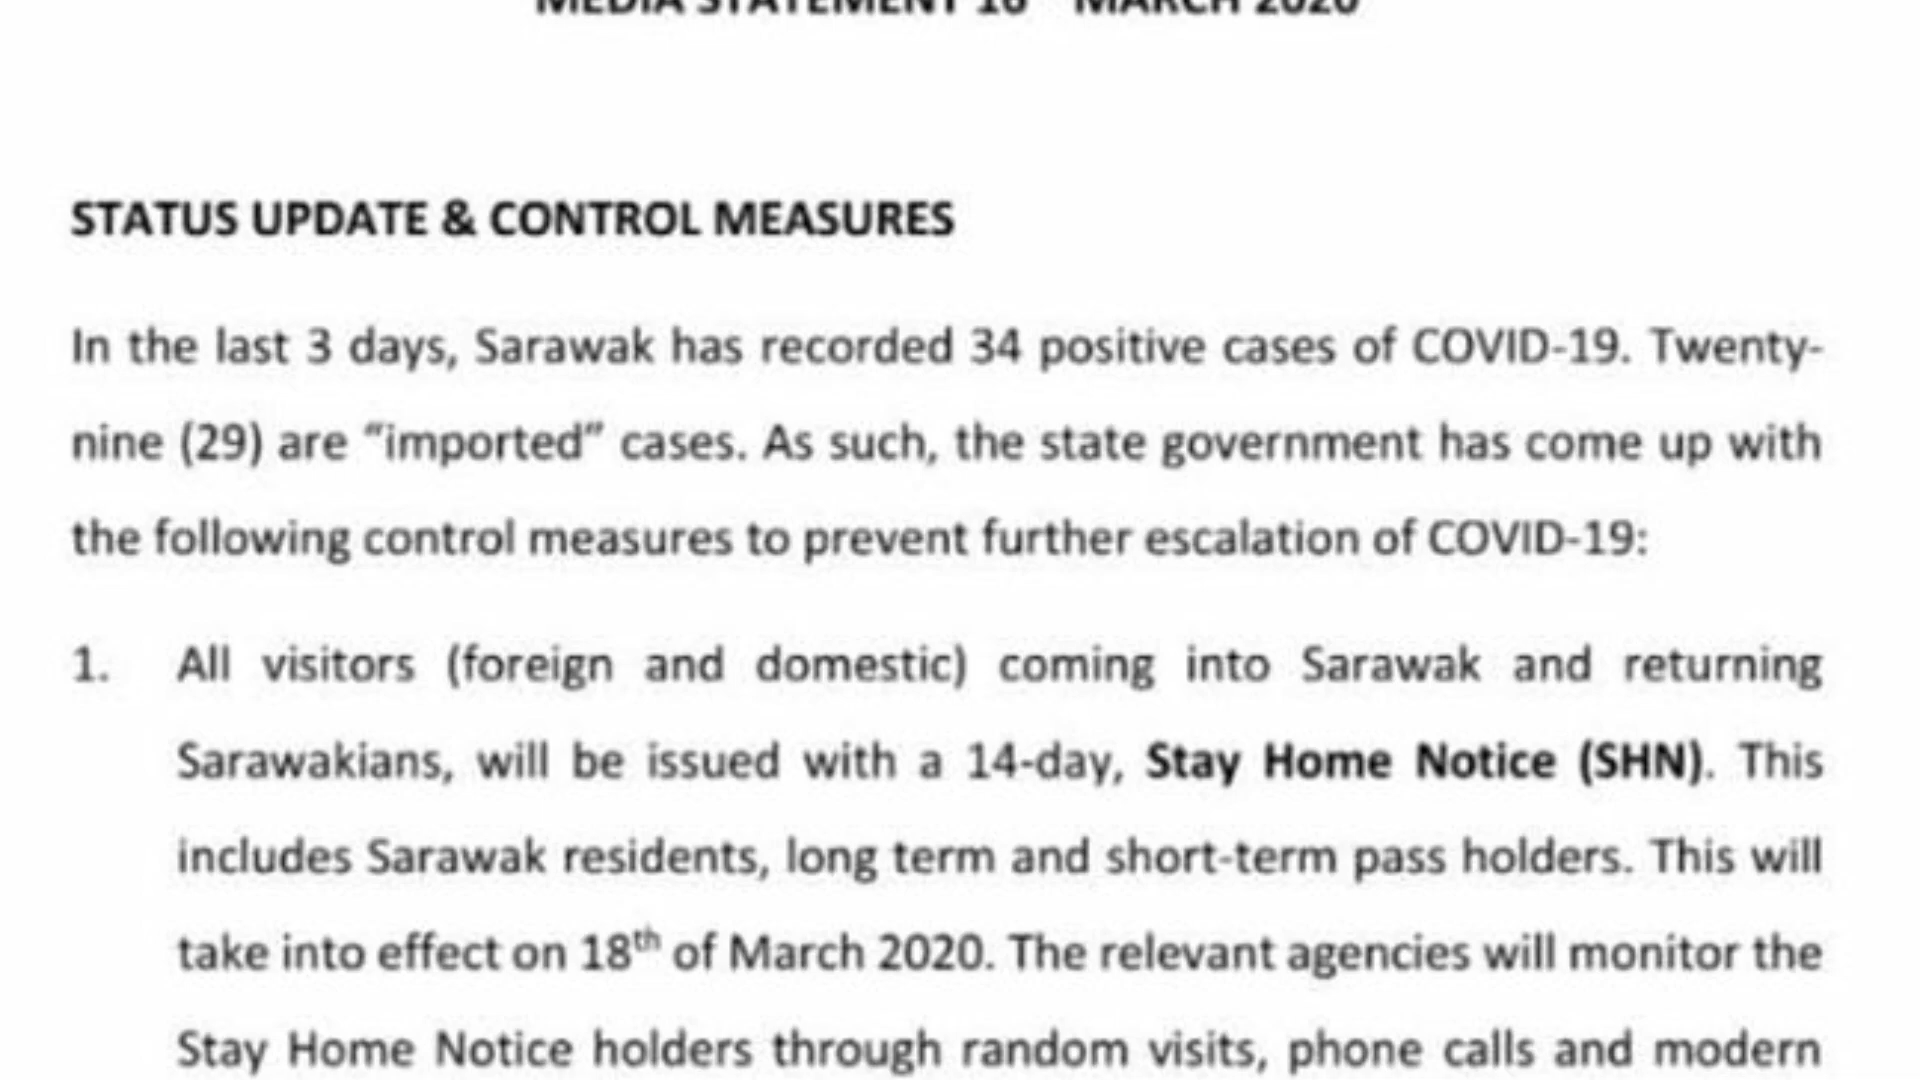 MEDIA STATEMENT 16 MARCH 2020
STATUS UPDATE & CONTROL MEASURES
In the last 3 days, Sarawak has recorded 34 positive cases of COVID-19. Twenty-
nine (29) are “imported” cases. As such, the state government has come up with
the following control measures to prevent further escalation of COVID-19:
1. All visitors (foreign and domestic) coming into Sarawak and returning
Sarawakians, will be issued with a 14-day, Stay Home Notice (SHN). This
includes Sarawak residents, long term and short-term pass holders. This will
take into effect on 18th of March 2020. The relevant agencies will monitor the
Stay Home Notice holders through random visits, phone calls and modern